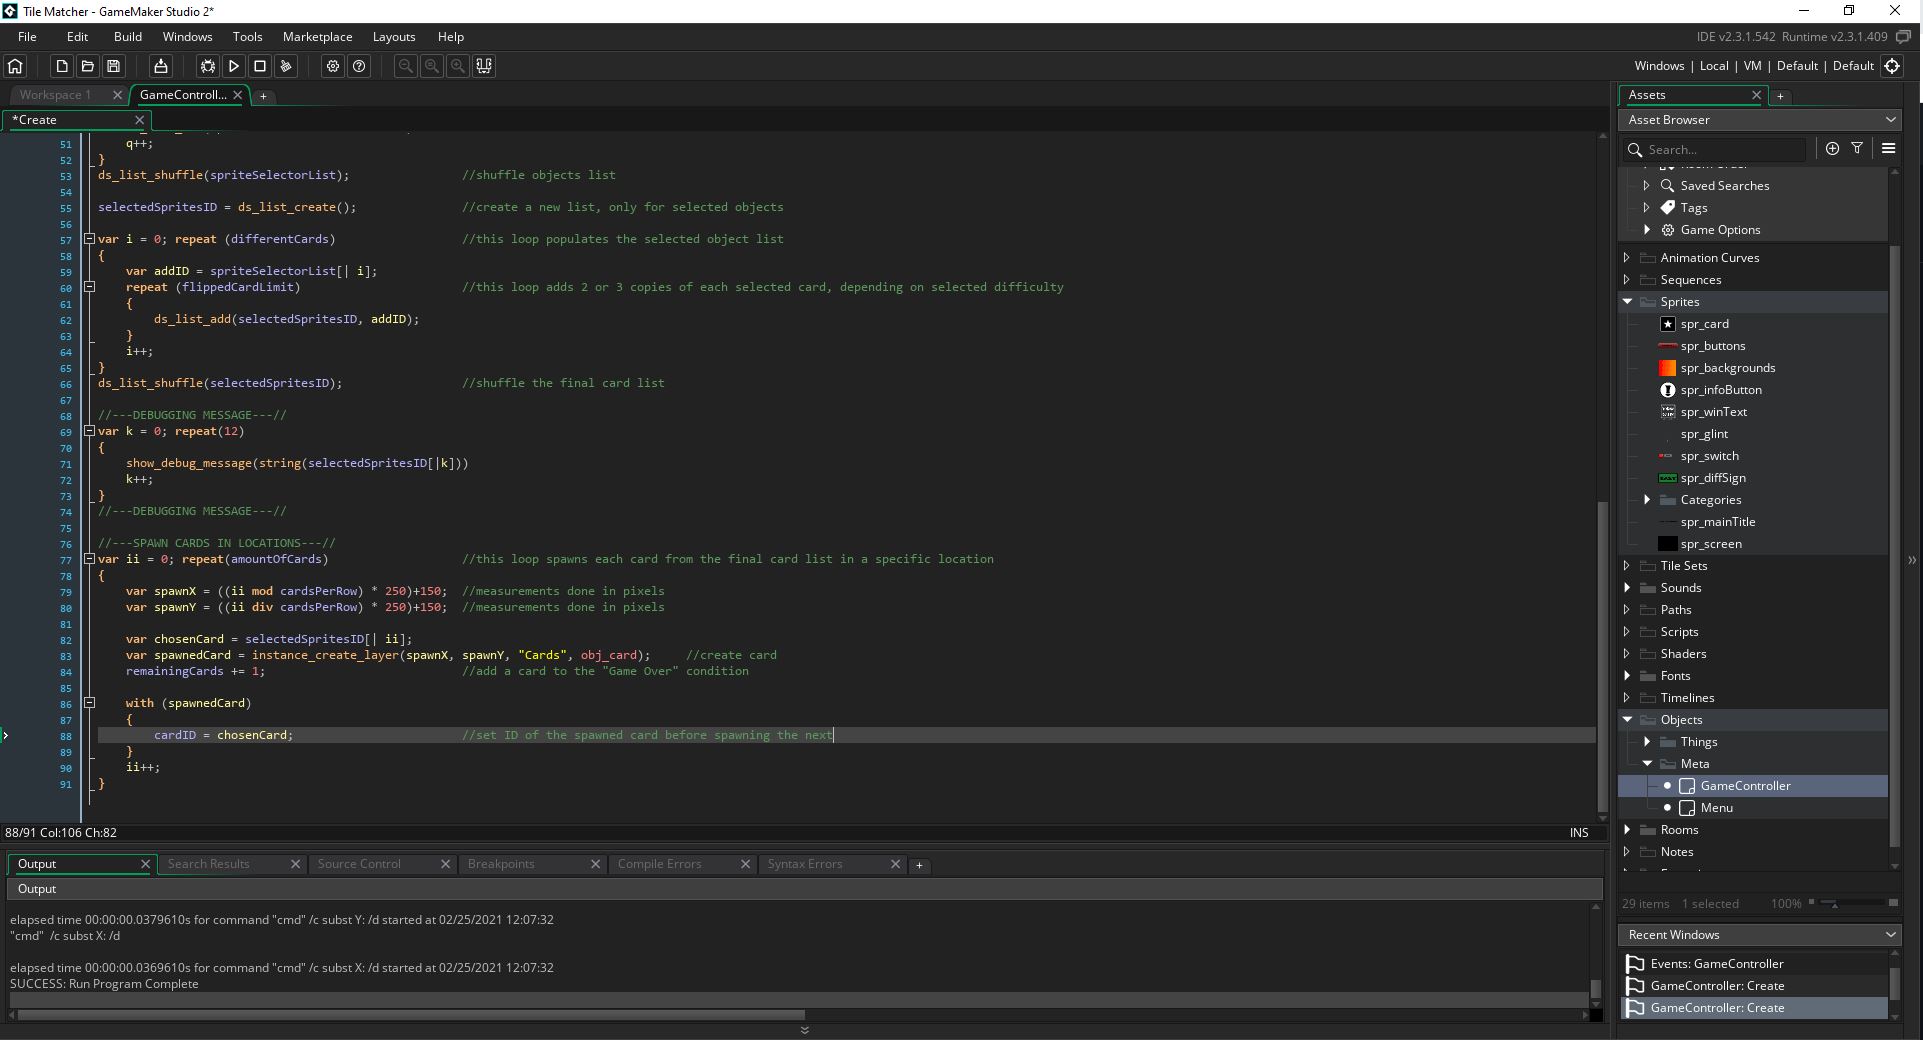 Tile Matcher - GameMaker Studio 2*
File Edit Build Windows Tools Marketplace Layouts Help
IDE v2.3.1.542 Runtime v2.3.1.409
Windows | Local | VM | Default | Default
Workspace 1
GameControll...
*Create
51 q++;
52 }
53 ds_list_shuffle(spriteSelectorList); //shuffle objects list
54
55 selectedSpritesID = ds_list_create(); //create a new list, only for selected objects
56
57 var i = 0; repeat (differentCards) //this loop populates the selected object list
58 {
59 var addID = spriteSelectorList[| i];
60 repeat (flippedCardLimit) //this loop adds 2 or 3 copies of each selected card, depending on selected difficulty
61 {
62 ds_list_add(selectedSpritesID, addID);
63 }
64 i++;
65 }
66 ds_list_shuffle(selectedSpritesID); //shuffle the final card list
67
68 //---DEBUGGING MESSAGE---//
69 var k = 0; repeat(12)
70 {
71 show_debug_message(string(selectedSpritesID[|k]))
72 k++;
73 }
74 //---DEBUGGING MESSAGE---//
75
76 //---SPAWN CARDS IN LOCATIONS---//
77 var ii = 0; repeat(amountOfCards) //this loop spawns each card from the final card list in a specific location
78 {
79 var spawnX = ((ii mod cardsPerRow) * 250)+150; //measurements done in pixels
80 var spawnY = ((ii div cardsPerRow) * 250)+150; //measurements done in pixels
81
82 var chosenCard = selectedSpritesID[| ii];
83 var spawnedCard = instance_create_layer(spawnX, spawnY, "Cards", obj_card); //create card
84 remainingCards += 1; //add a card to the "Game Over" condition
85
86 with (spawnedCard)
87 {
88 cardID = chosenCard; //set ID of the spawned card before spawning the next
89 }
90 ii++;
91 }
88/91 Col:106 Ch:82
INS
Output
Search Results
Source Control
Breakpoints
Compile Errors
Syntax Errors
Output
elapsed time 00:00:00.0379610s for command "cmd" /c subst Y: /d started at 02/25/2021 12:07:32
"cmd" /c subst X: /d
elapsed time 00:00:00.0369610s for command "cmd" /c subst X: /d started at 02/25/2021 12:07:32
SUCCESS: Run Program Complete
Assets
Asset Browser
Search...
Saved Searches
Tags
Game Options
Animation Curves
Sequences
Sprites
spr_card
spr_buttons
spr_backgrounds
spr_infoButton
spr_winText
spr_glint
spr_switch
spr_diffSign
Categories
spr_mainTitle
spr_screen
Tile Sets
Sounds
Paths
Scripts
Shaders
Fonts
Timelines
Objects
Things
Meta
GameController
Menu
Rooms
Notes
29 items 1 selected 100%
Recent Windows
Events: GameController
GameController: Create
GameController: Create